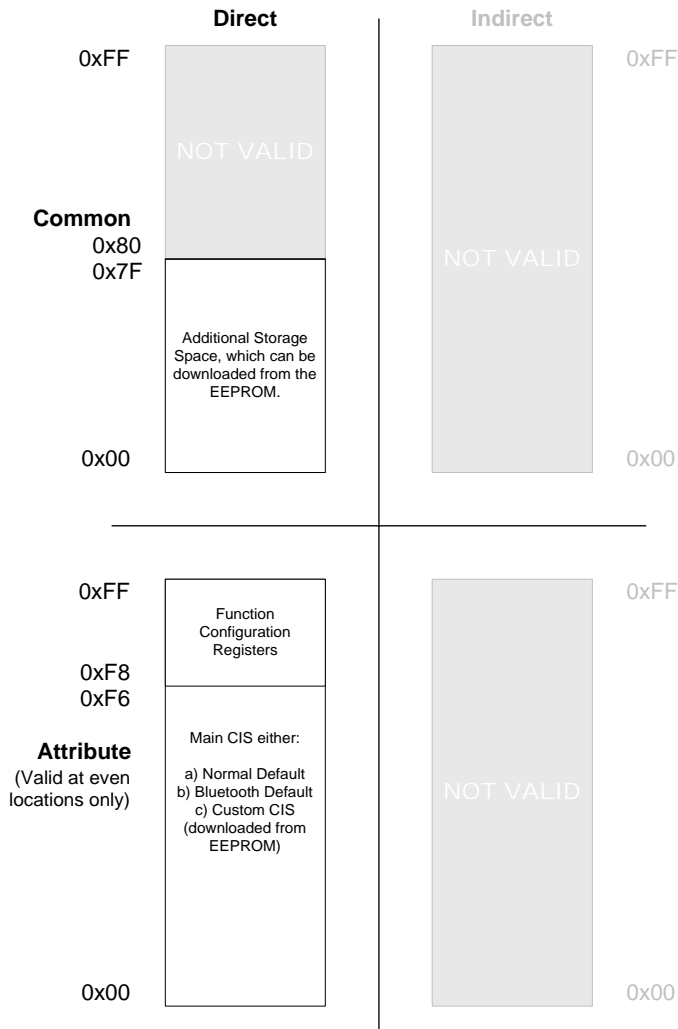 Direct
Indirect
0xFF
0xFF
NOT VALID
Common
0x80
0x7F
NOT VALID
Additional Storage
Space, which can be
downloaded from the
EEPROM.
0x00
0x00
0xFF
0xFF
Function
Configuration
Registers
0xF8
0xF6
Attribute
(Valid at even
locations only)
Main CIS either:
a) Normal Default
b) Bluetooth Default
c) Custom CIS
(downloaded from
EEPROM)
NOT VALID
0x00
0x00